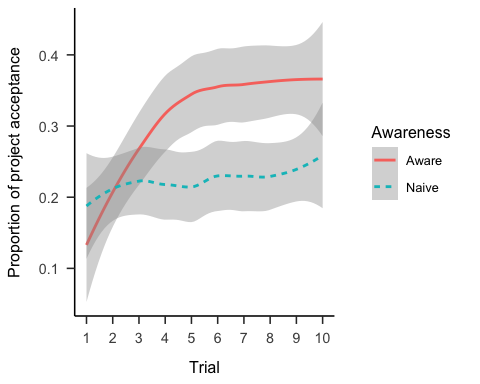 Proportion of project acceptance
0.4
0.3
0.2
0.1
1 2 3 4 5 6 7 8 9 10
Trial
Awareness
Aware
Naive